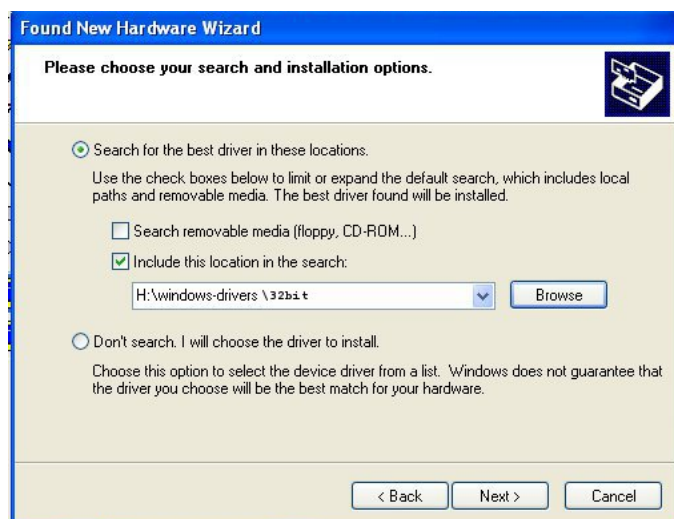 Found New Hardware Wizard
Please choose your search and installation options.
Search for the best driver in these locations.
Use the check boxes below to limit or expand the default search, which includes local
paths and removable media. The best driver found will be installed.
Search removable media (floppy, CD-ROM...)
Include this location in the search:
H:\windows-drivers \32bit
Browse
Don't search. I will choose the driver to install.
Choose this option to select the device driver from a list. Windows does not guarantee that
the driver you choose will be the best match for your hardware.
< Back Next > Cancel